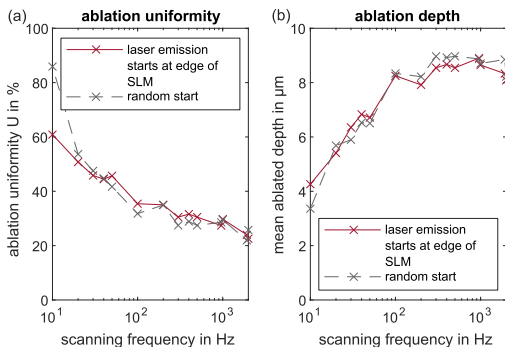 (a)
ablation uniformity
100
80
60
40
20
0
ablation uniformity U in %
laser emission
starts at edge of
SLM
random start
10^1
10^2
10^3
scanning frequency in Hz
(b)
ablation depth
10
8
6
4
2
0
mean ablated depth in µm
laser emission
starts at edge of
SLM
random start
10^1
10^2
10^3
scanning frequency in Hz